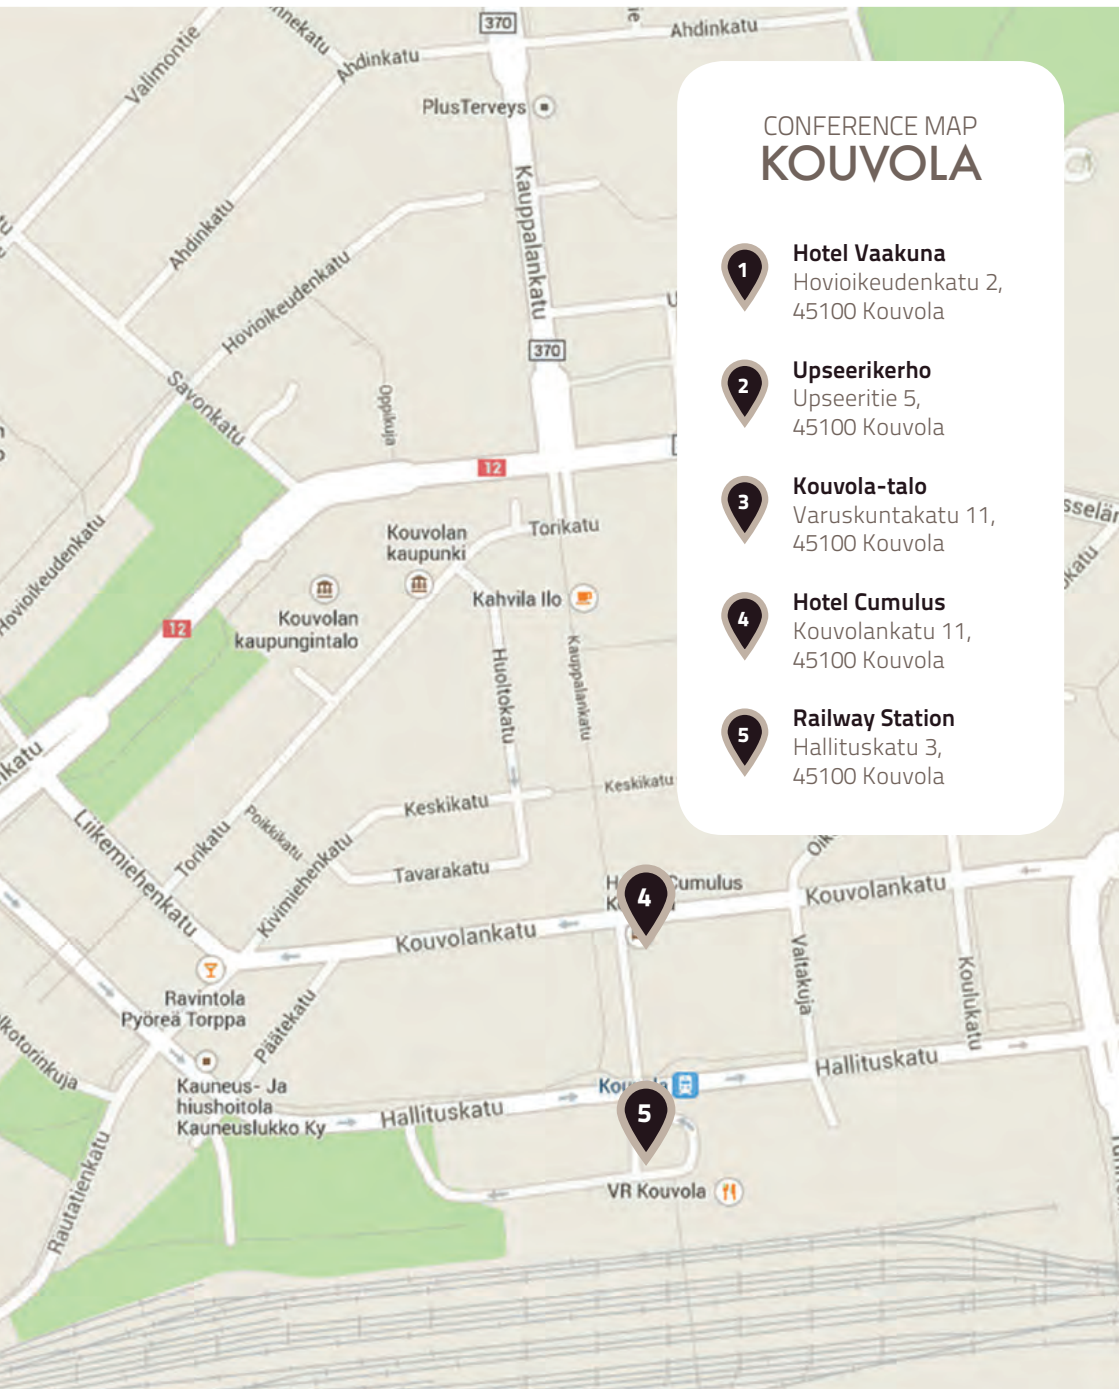 370
Ahdinkatu
Ahdinkatu
Valimontie
PlusTerveys
CONFERENCE MAP
KOUVOLA
Kauppalankatu
Ahdinkatu
Hovioikeudenkatu
1
Hotel Vaakuna
Hovioikeudenkatu 2,
45100 Kouvola
370
2
Upseerikerho
Upseeritie 5,
45100 Kouvola
Savonkatu
Oppikuja
12
3
Kouvola-talo
Varuskuntakatu 11,
45100 Kouvola
Torikatu
Kouvolan
kaupunki
Hovioikeudenkatu
Kahvila Ilo
Kouvolan
kaupungintalo
12
4
Hotel Cumulus
Kouvolankatu 11,
45100 Kouvola
Huoltokatu
Kauppalankatu
5
Railway Station
Hallituskatu 3,
45100 Kouvola
Keskikatu
Keskikatu
Liikemiehenkatu
Torikatu
Poikkikatu
Kivimiehenkatu
Tavarakatu
Cumulus
4
Kouvolankatu
Kouvolankatu
Valtakuja
Koulukatu
Ravintola
Pyöreä Torppa
Päätekatu
Hallituskatu
Kauneus- Ja
hiushoitola
Kauneuslukko Ky
Hallituskatu
5
VR Kouvola
Rautatienkatu